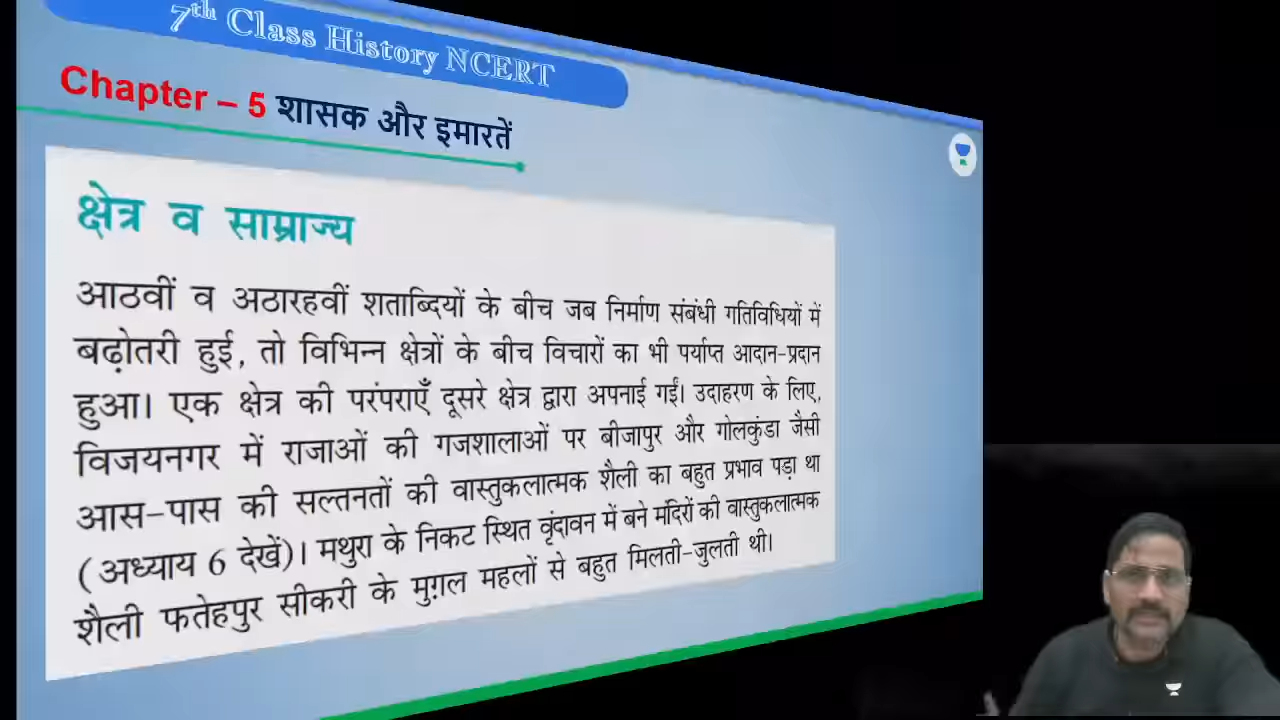 7th Class History NCERT
Chapter – 5 शासक और इमारतें
क्षेत्र व साम्राज्य
आठवीं व अठारहवीं शताब्दियों के बीच जब निर्माण संबंधी गतिविधियों में
बढ़ोतरी हुई, तो विभिन्न क्षेत्रों के बीच विचारों का भी पर्याप्त आदान-प्रदान
हुआ। एक क्षेत्र की परंपराएँ दूसरे क्षेत्र द्वारा अपनाई गईं। उदाहरण के लिए,
विजयनगर में राजाओं की गजशालाओं पर बीजापुर और गोलकुंडा जैसी
आस-पास की सल्तनतों की वास्तुकलात्मक शैली का बहुत प्रभाव पड़ा था
(अध्याय 6 देखें)। मथुरा के निकट स्थित वृंदावन में बने मंदिरों की वास्तुकलात्मक
शैली फतेहपुर सीकरी के मुग़ल महलों से बहुत मिलती-जुलती थी।